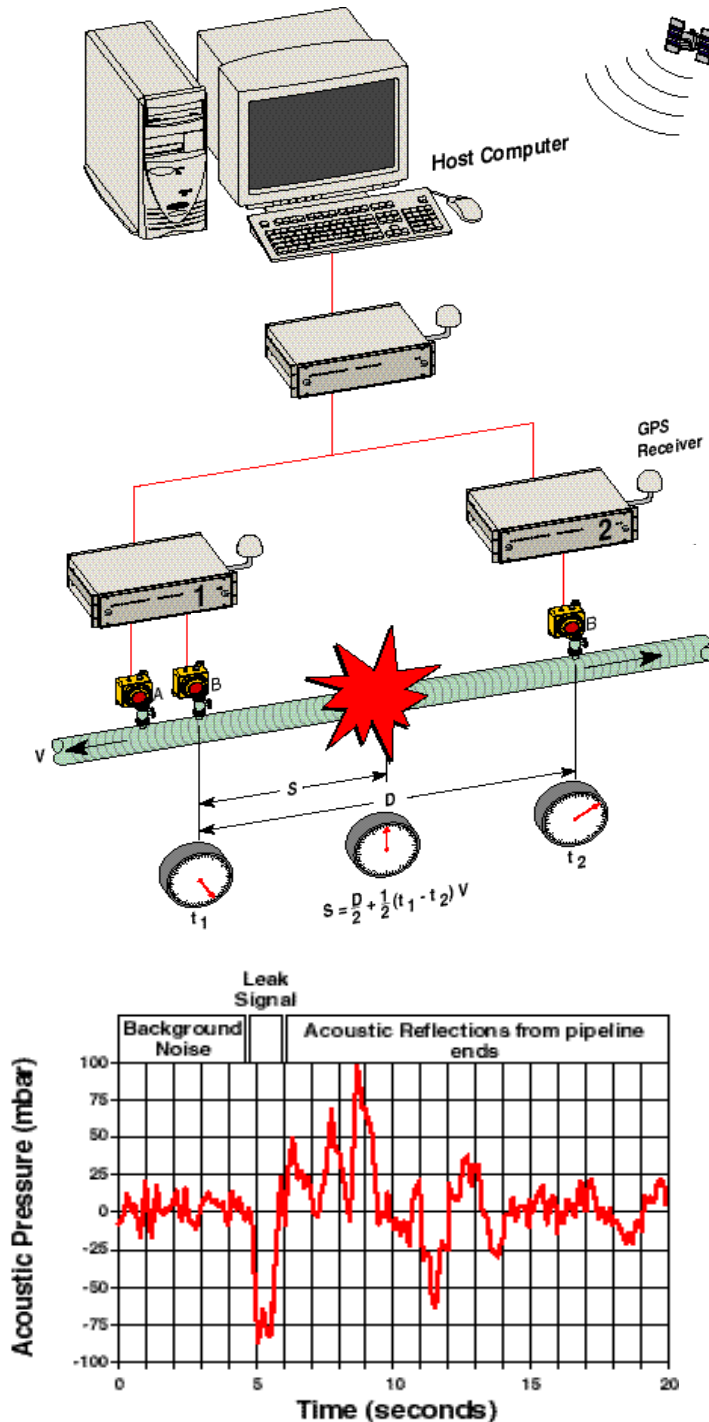 Host Computer
GPS
Receiver
2
1
B
A
B
V
S
D
t1
t2
S = D/2 + 1/2 (t1 - t2) V
Leak
Signal
Background
Noise
Acoustic Reflections from pipeline
ends
Acoustic Pressure (mbar)
100
75
50
25
0
-25
-50
-75
-100
0
5
10
15
20
Time (seconds)